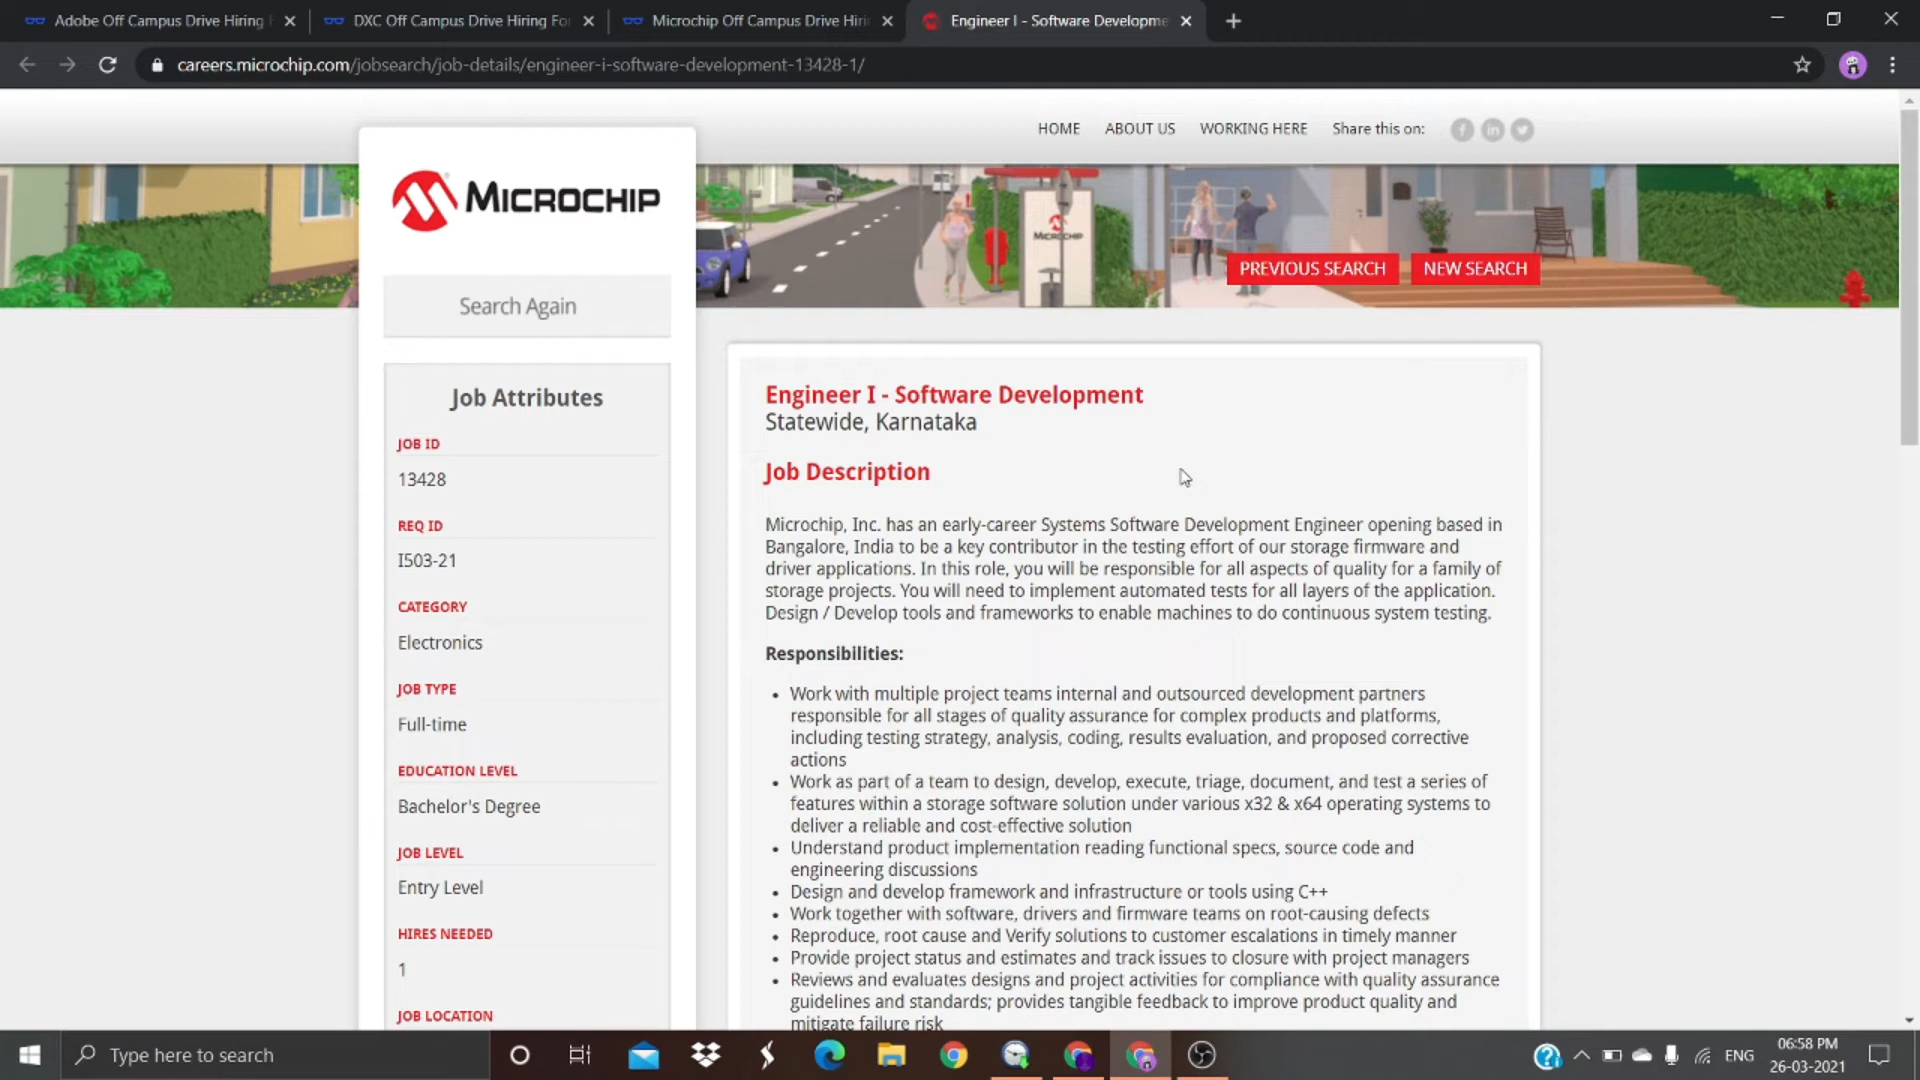 Adobe Off Campus Drive Hiring
DXC Off Campus Drive Hiring For
Microchip Off Campus Drive Hirin
Engineer I - Software Developme
careers.microchip.com/jobsearch/job-details/engineer-i-software-development-13428-1/
HOME ABOUT US WORKING HERE Share this on:
MICROCHIP
MICROCHIP
PREVIOUS SEARCH NEW SEARCH
Search Again
Job Attributes
JOB ID
13428
REQ ID
I503-21
CATEGORY
Electronics
JOB TYPE
Full-time
EDUCATION LEVEL
Bachelor's Degree
JOB LEVEL
Entry Level
HIRES NEEDED
1
JOB LOCATION
Engineer I - Software Development
Statewide, Karnataka
Job Description
Microchip, Inc. has an early-career Systems Software Development Engineer opening based in
Bangalore, India to be a key contributor in the testing effort of our storage firmware and
driver applications. In this role, you will be responsible for all aspects of quality for a family of
storage projects. You will need to implement automated tests for all layers of the application.
Design / Develop tools and frameworks to enable machines to do continuous system testing.
Responsibilities:
• Work with multiple project teams internal and outsourced development partners
responsible for all stages of quality assurance for complex products and platforms,
including testing strategy, analysis, coding, results evaluation, and proposed corrective
actions
• Work as part of a team to design, develop, execute, triage, document, and test a series of
features within a storage software solution under various x32 & x64 operating systems to
deliver a reliable and cost-effective solution
• Understand product implementation reading functional specs, source code and
engineering discussions
• Design and develop framework and infrastructure or tools using C++
• Work together with software, drivers and firmware teams on root-causing defects
• Reproduce, root cause and Verify solutions to customer escalations in timely manner
• Provide project status and estimates and track issues to closure with project managers
• Reviews and evaluates designs and project activities for compliance with quality assurance
guidelines and standards; provides tangible feedback to improve product quality and
mitigate failure risk
Type here to search
ENG
06:58 PM
26-03-2021